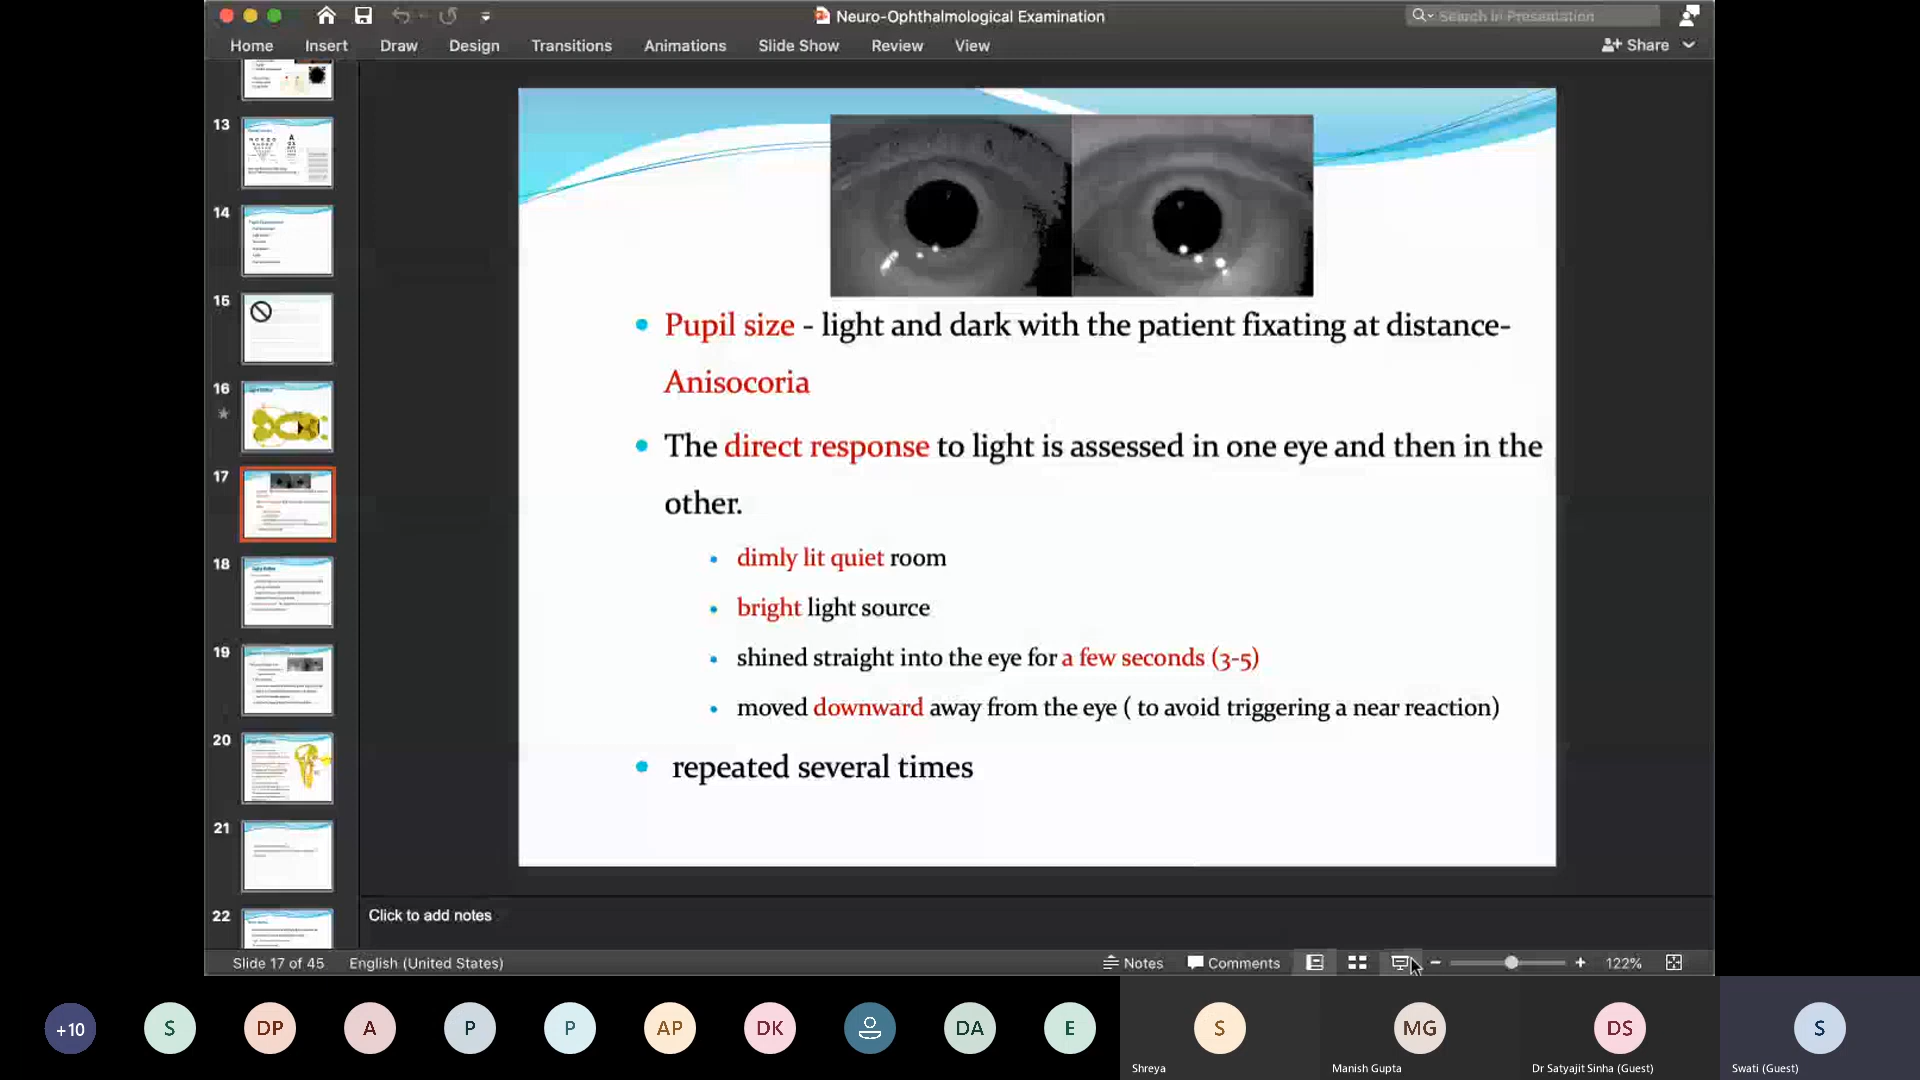 Neuro-Ophthalmological Examination
Search in Presentation
Home Insert Draw Design Transitions Animations Slide Show Review View
Share
13
14
15
16
17
18
19
20
21
22
• Pupil size - light and dark with the patient fixating at distance-
Anisocoria
• The direct response to light is assessed in one eye and then in the
other.
• dimly lit quiet room
• bright light source
• shined straight into the eye for a few seconds (3-5)
• moved downward away from the eye ( to avoid triggering a near reaction)
• repeated several times
Click to add notes
Slide 17 of 45 English (United States) Notes Comments 122%
+10 S DP A P P AP DK DA E S MG DS S
Shreya Manish Gupta Dr Satyajit Sinha (Guest) Swati (Guest)